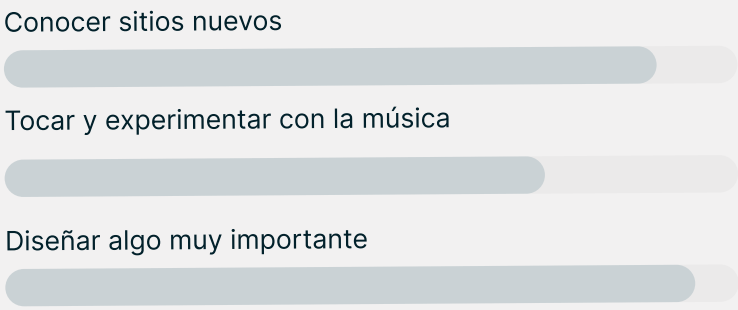 Conocer sitios nuevos
Tocar y experimentar con la música
Diseñar algo muy importante